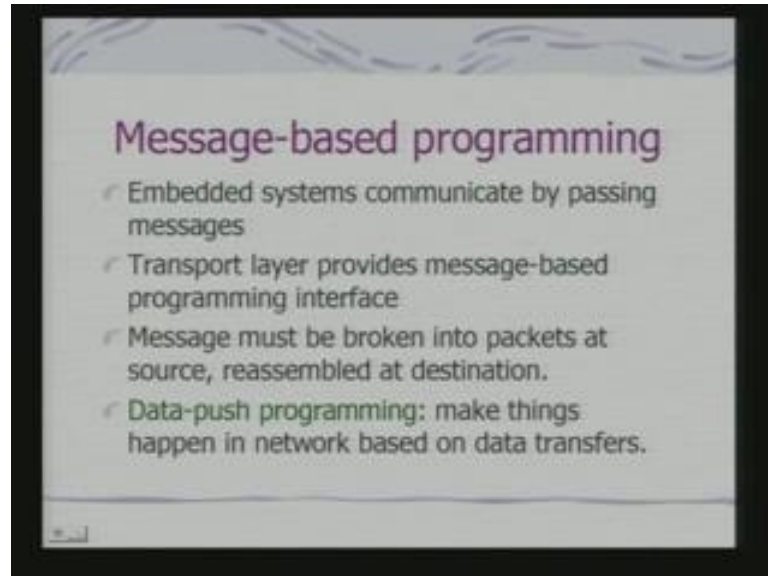 Message-based programming
Embedded systems communicate by passing
messages
Transport layer provides message-based
programming interface
Message must be broken into packets at
source, reassembled at destination.
Data-push programming: make things
happen in network based on data transfers.